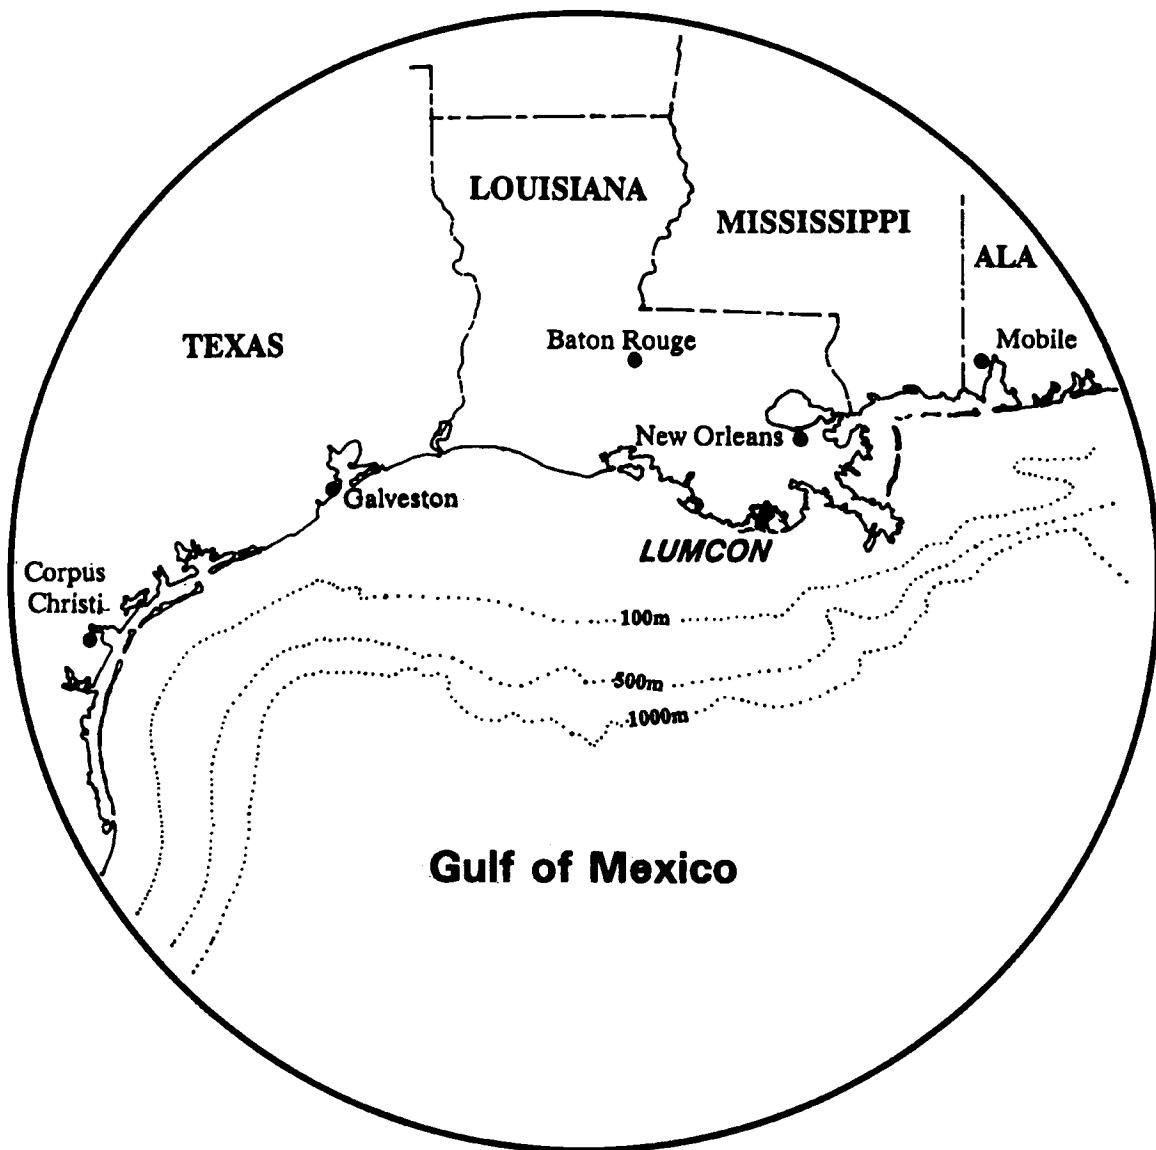 LOUISIANA
MISSISSIPPI
ALA
TEXAS
Baton Rouge
Mobile
New Orleans
Galveston
LUMCON
Corpus
Christi
100m
500m
1000m
Gulf of Mexico